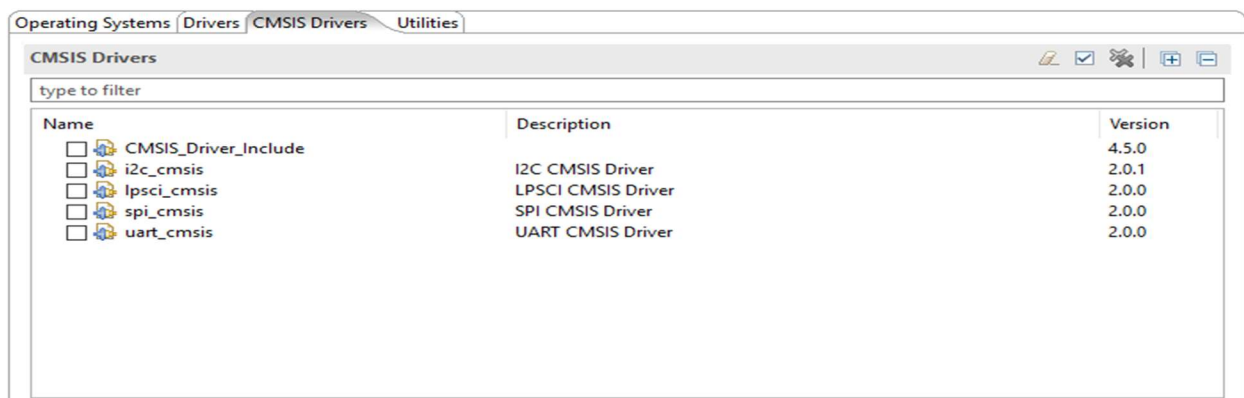 Operating Systems Drivers CMSIS Drivers Utilities
CMSIS Drivers
type to filter
Name Description Version
CMSIS_Driver_Include 4.5.0
i2c_cmsis I2C CMSIS Driver 2.0.1
lpsci_cmsis LPSCI CMSIS Driver 2.0.0
spi_cmsis SPI CMSIS Driver 2.0.0
uart_cmsis UART CMSIS Driver 2.0.0